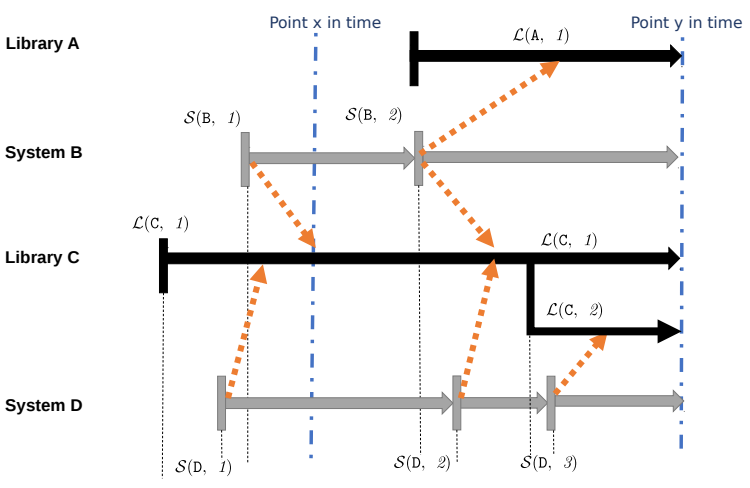 Point x in time
Point y in time
Library A
ℒ(A, 1)
𝒮(B, 1)
𝒮(B, 2)
System B
ℒ(C, 1)
ℒ(C, 1)
Library C
ℒ(C, 2)
System D
𝒮(D, 1)
𝒮(D, 2)
𝒮(D, 3)